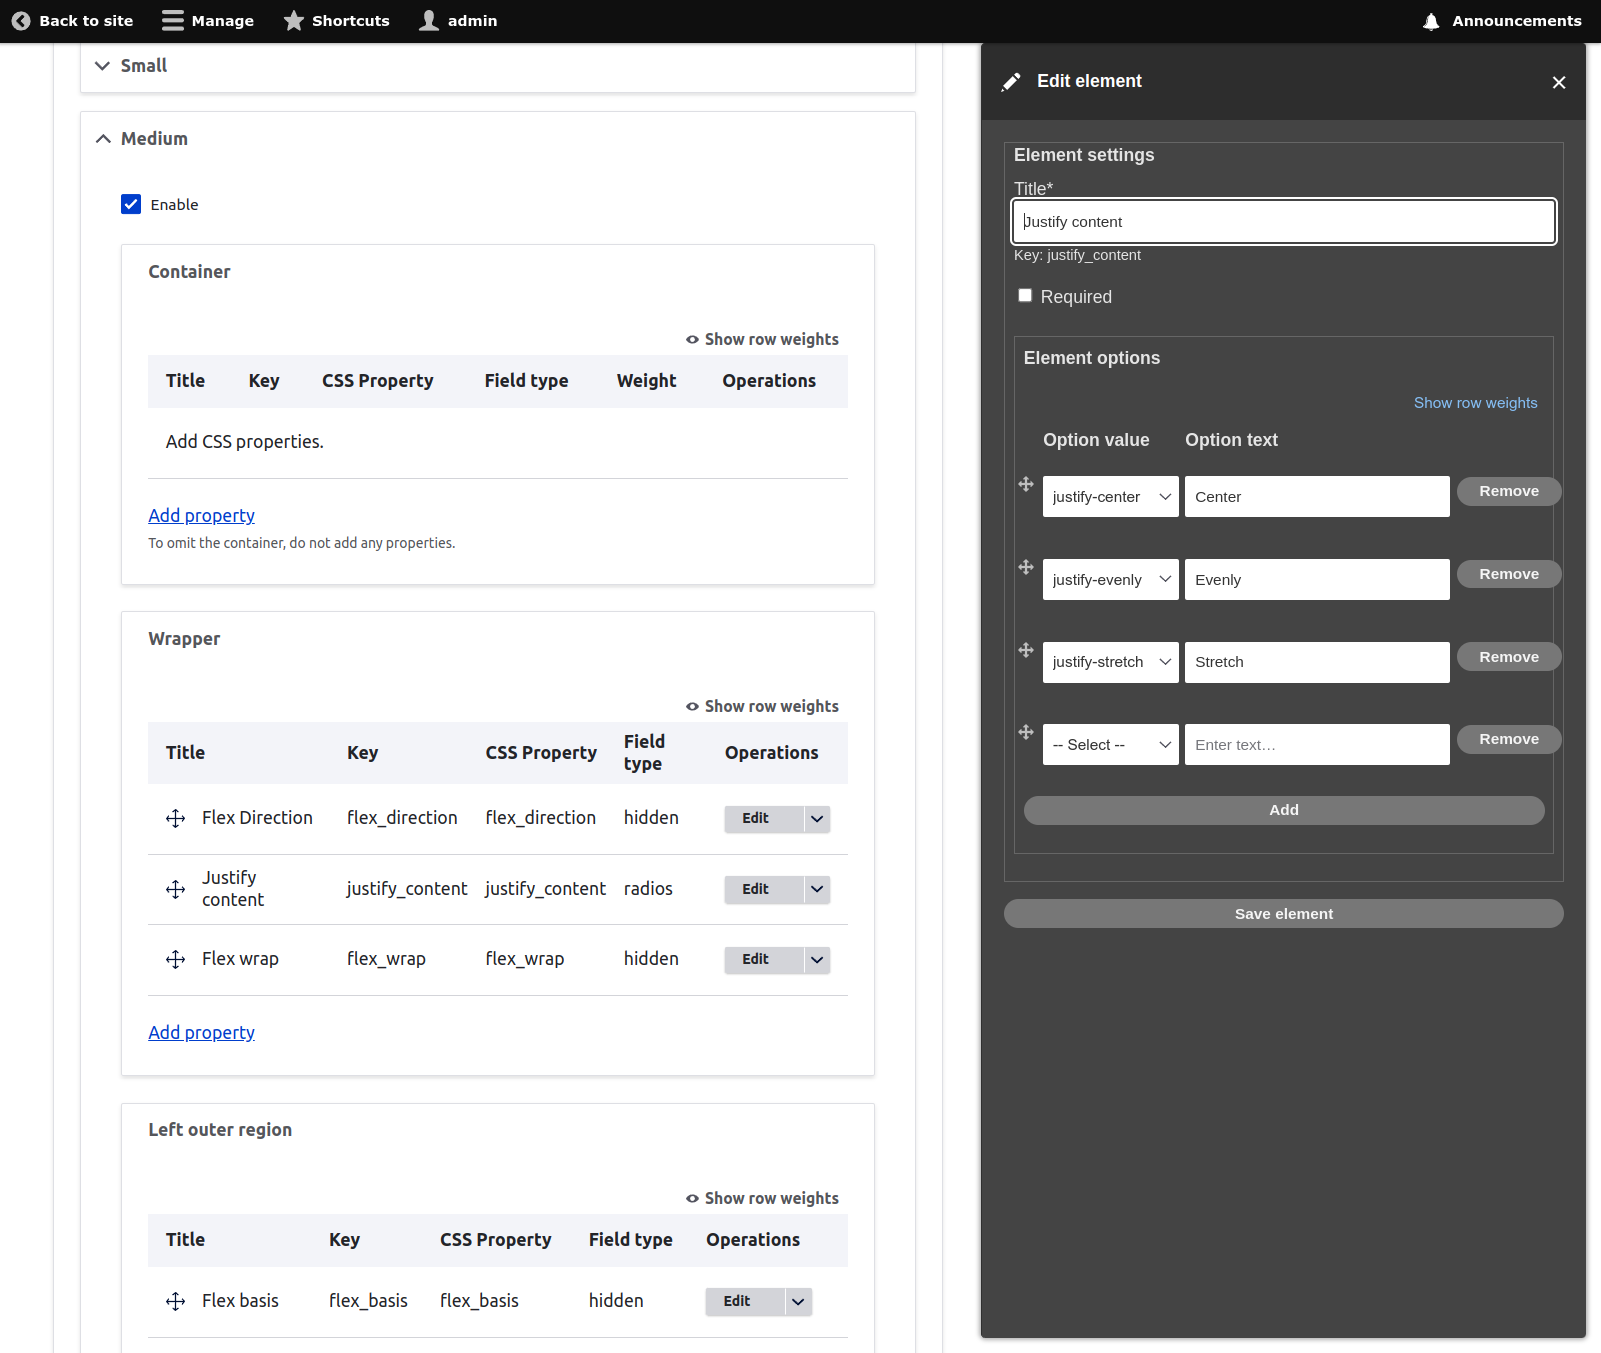 Back to site Manage Shortcuts admin Announcements
Small
Medium
Enable
Container
Show row weights
Title Key CSS Property Field type Weight Operations
Add CSS properties.
Add property
To omit the container, do not add any properties.
Wrapper
Show row weights
Title Key CSS Property Field type Operations
Flex Direction flex_direction flex_direction hidden Edit
Justify content justify_content justify_content radios Edit
Flex wrap flex_wrap flex_wrap hidden Edit
Add property
Left outer region
Show row weights
Title Key CSS Property Field type Operations
Flex basis flex_basis flex_basis hidden Edit
Edit element
Element settings
Title*
Justify content
Key: justify_content
Required
Element options
Show row weights
Option value Option text
justify-center Center Remove
justify-evenly Evenly Remove
justify-stretch Stretch Remove
-- Select -- Enter text… Remove
Add
Save element